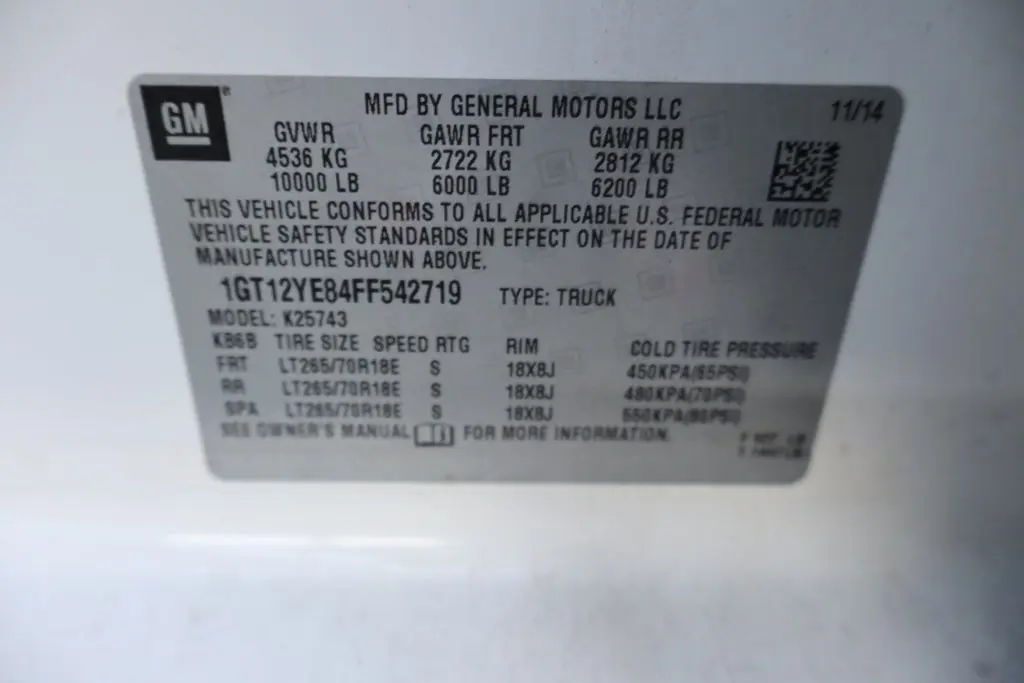 GM® MFD BY GENERAL MOTORS LLC 11/14
GVWR GAWR FRT GAWR RR
4536 KG 2722 KG 2812 KG
10000 LB 6000 LB 6200 LB
THIS VEHICLE CONFORMS TO ALL APPLICABLE U.S. FEDERAL MOTOR
VEHICLE SAFETY STANDARDS IN EFFECT ON THE DATE OF
MANUFACTURE SHOWN ABOVE.
1GT12YE84FF542719 TYPE: TRUCK
MODEL: K25743
KB6B TIRE SIZE SPEED RTG RIM COLD TIRE PRESSURE
FRT LT265/70R18E S 18X8J 450KPA(65PSI)
RR LT265/70R18E S 18X8J 480KPA(70PSI)
SPA LT265/70R18E S 18X8J 550KPA(80PSI)
SEE OWNER'S MANUAL FOR MORE INFORMATION.